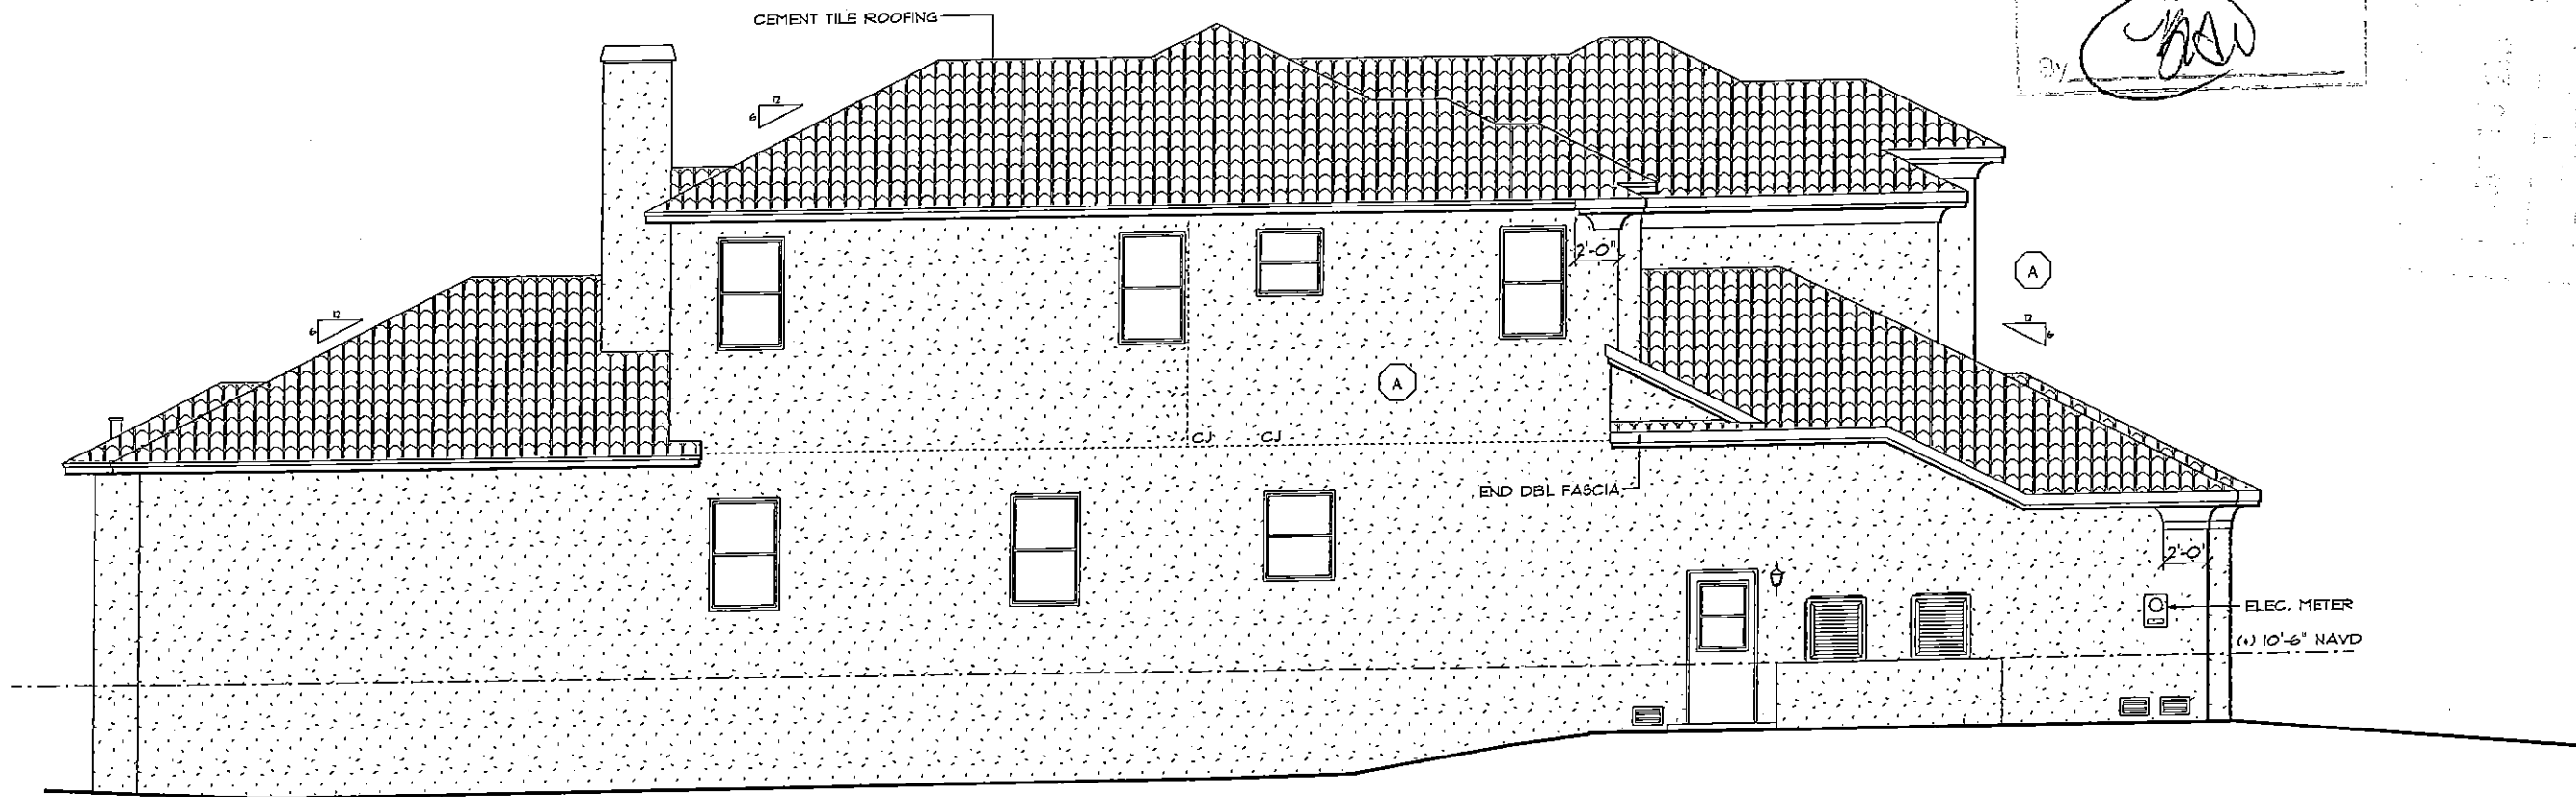 CEMENT TILE ROOFING
By
12
6
2'-0"
A
12
6
12
6
A
CJ CJ
END DBL FASCIA
2'-0"
ELEC. METER
(+) 10'-6" NAVD